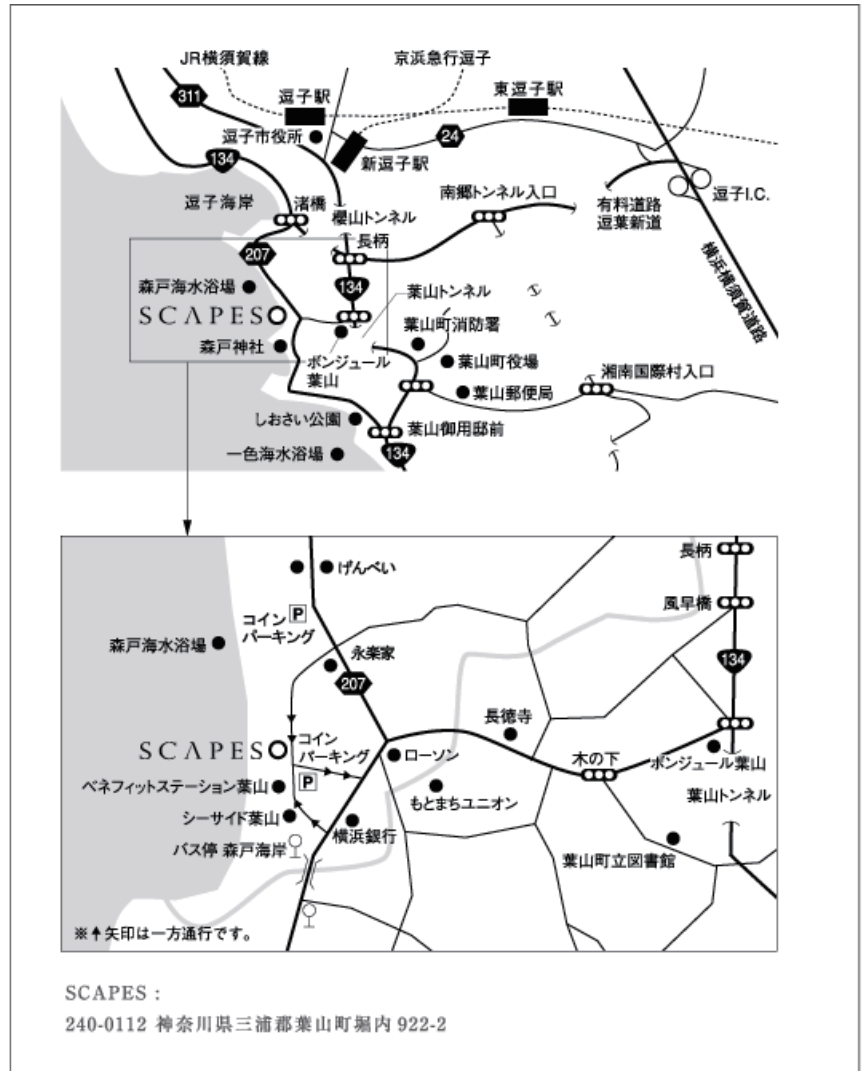 JR横須賀線
京浜急行逗子
311
逗子駅
東逗子駅
逗子市役所
24
134
新逗子駅
逗子海岸
渚橋
櫻山トンネル
南郷トンネル入口
有料道路
逗葉新道
逗子I.C.
長柄
207
横浜横須賀道路
森戸海水浴場
134
葉山トンネル
SCAPES
葉山町消防署
森戸神社
ボンジュール
葉山
葉山町役場
湘南国際村入口
葉山郵便局
しおさい公園
葉山御用邸前
一色海水浴場
134
げんぺい
長柄
コイン
パーキング
P
風早橋
森戸海水浴場
永楽家
207
134
長徳寺
SCAPES
コイン
パーキング
P
ローソン
木の下
ボンジュール葉山
ベネフィットステーション葉山
もとまちユニオン
葉山トンネル
シーサイド葉山
横浜銀行
バス停 森戸海岸
葉山町立図書館
※↑矢印は一方通行です。
SCAPES :
240-0112 神奈川県三浦郡葉山町堀内 922-2